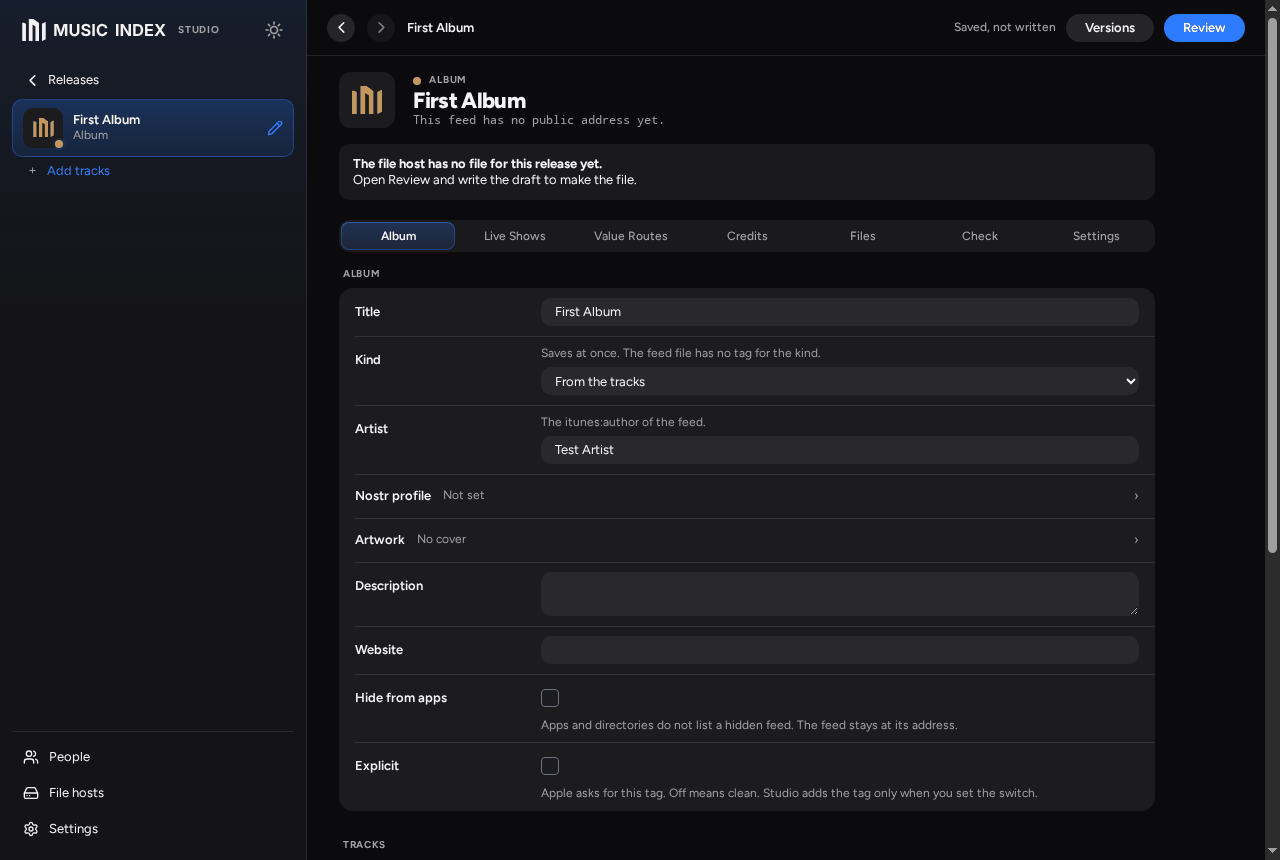 MUSIC INDEX STUDIO
Releases
First Album
Album
+ Add tracks
People
File hosts
Settings
First Album
Saved, not written
Versions
Review
ALBUM
First Album
This feed has no public address yet.
The file host has no file for this release yet.
Open Review and write the draft to make the file.
Album
Live Shows
Value Routes
Credits
Files
Check
Settings
ALBUM
Title
First Album
Kind
Saves at once. The feed file has no tag for the kind.
From the tracks
Artist
The itunes:author of the feed.
Test Artist
Nostr profile Not set
Artwork No cover
Description
Website
Hide from apps
Apps and directories do not list a hidden feed. The feed stays at its address.
Explicit
Apple asks for this tag. Off means clean. Studio adds the tag only when you set the switch.
TRACKS